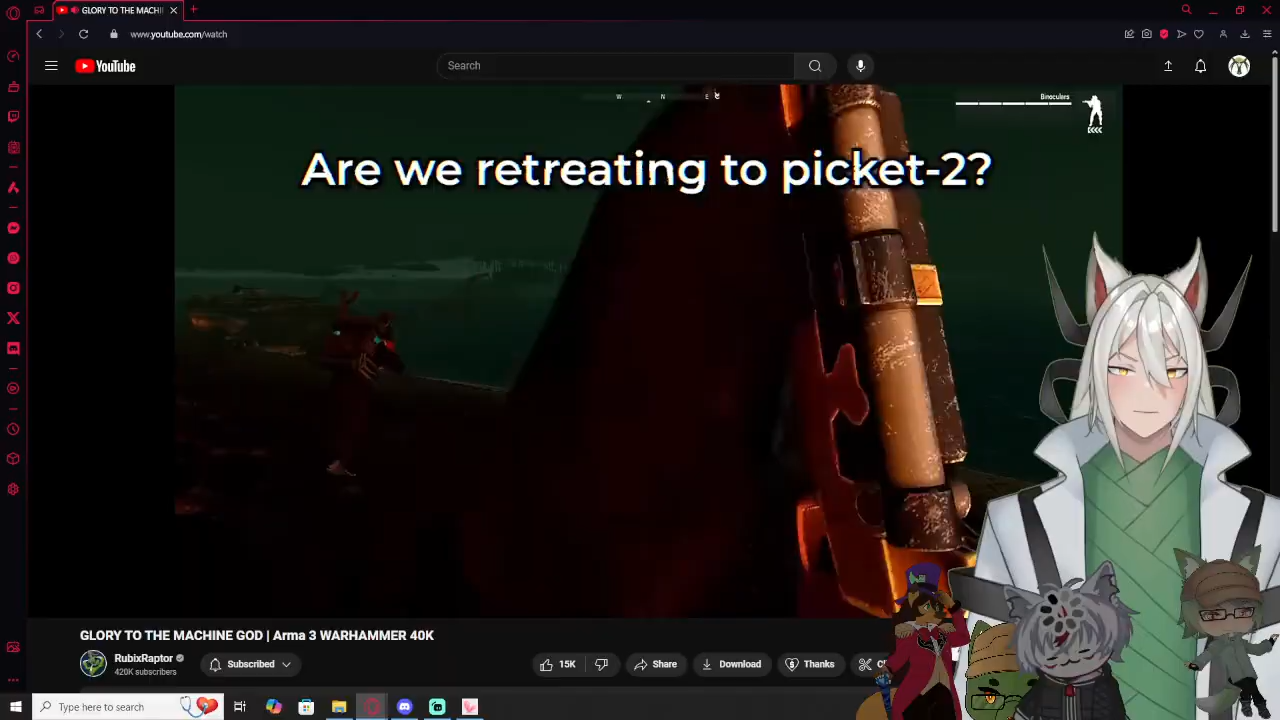 GLORY TO THE MACHI
www.youtube.com/watch
YouTube
Search
W N E
Binoculars
Are we retreating to picket-2?
GLORY TO THE MACHINE GOD | Arma 3 WARHAMMER 40K
RubixRaptor
420K subscribers
Subscribed
15K
Share
Download
Thanks
Type here to search